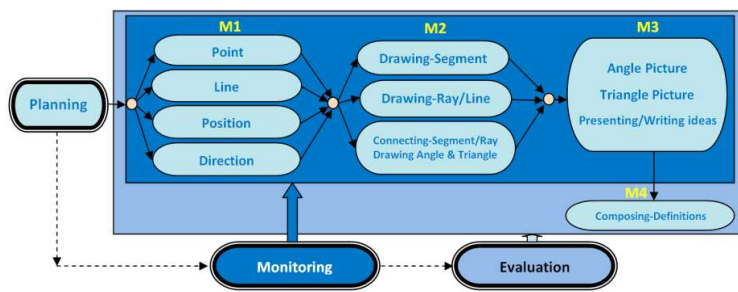 M1
M2
M3
Planning
Point
Line
Position
Direction
Drawing-Segment
Drawing-Ray/Line
Connecting-Segment/Ray
Drawing Angle & Triangle
Angle Picture
Triangle Picture
Presenting/Writing ideas
M4
Composing-Definitions
Monitoring
Evaluation